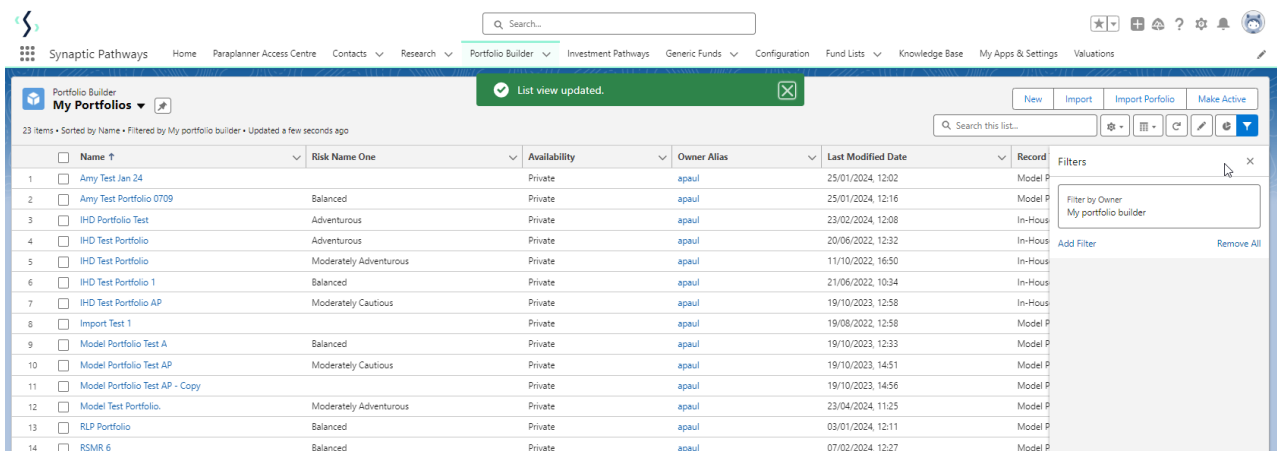 Search...
Synaptic Pathways Home Paraplanner Access Centre Contacts Research Portfolio Builder Investment Pathways Generic Funds Configuration Fund Lists Knowledge Base My Apps & Settings Valuations
Portfolio Builder
My Portfolios
List view updated.
New Import Import Porfolio Make Active
23 items • Sorted by Name • Filtered by My portfolio builder • Updated a few seconds ago
Search this list...
Name ↑ Risk Name One Availability Owner Alias Last Modified Date Record
1 Amy Test Jan 24 Private apaul 25/01/2024, 12:02 Model P
2 Amy Test Portfolio 0709 Balanced Private apaul 25/01/2024, 12:16 Model P
3 IHD Portfolio Test Adventurous Private apaul 23/02/2024, 12:08 In-Hous
4 IHD Test Portfolio Adventurous Private apaul 20/06/2022, 12:32 In-Hous
5 IHD Test Portfolio Moderately Adventurous Private apaul 11/10/2022, 16:50 In-Hous
6 IHD Test Portfolio 1 Balanced Private apaul 21/06/2022, 10:34 In-Hous
7 IHD Test Portfolio AP Moderately Cautious Private apaul 19/10/2023, 12:58 In-Hous
8 Import Test 1 Private apaul 19/08/2022, 12:58 Model P
9 Model Portfolio Test A Balanced Private apaul 19/10/2023, 12:33 Model P
10 Model Portfolio Test AP Moderately Cautious Private apaul 19/10/2023, 14:51 Model P
11 Model Portfolio Test AP - Copy Private apaul 19/10/2023, 14:56 Model P
12 Model Test Portfolio. Moderately Adventurous Private apaul 23/04/2024, 11:25 Model P
13 RLP Portfolio Balanced Private apaul 03/01/2024, 12:11 Model P
14 RSMR 6 Balanced Private apaul 07/02/2024, 12:27 Model P
Filters
Filter by Owner
My portfolio builder
Add Filter Remove All